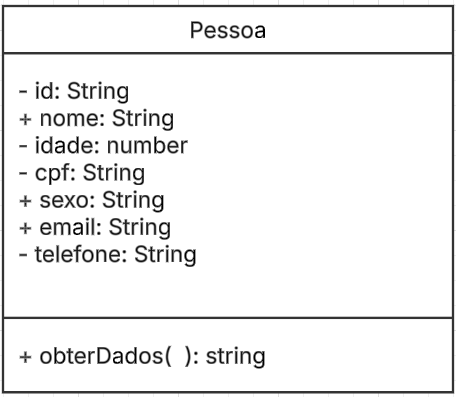 Pessoa
- id: String
+ nome: String
- idade: number
- cpf: String
+ sexo: String
+ email: String
- telefone: String
+ obterDados(  ): string